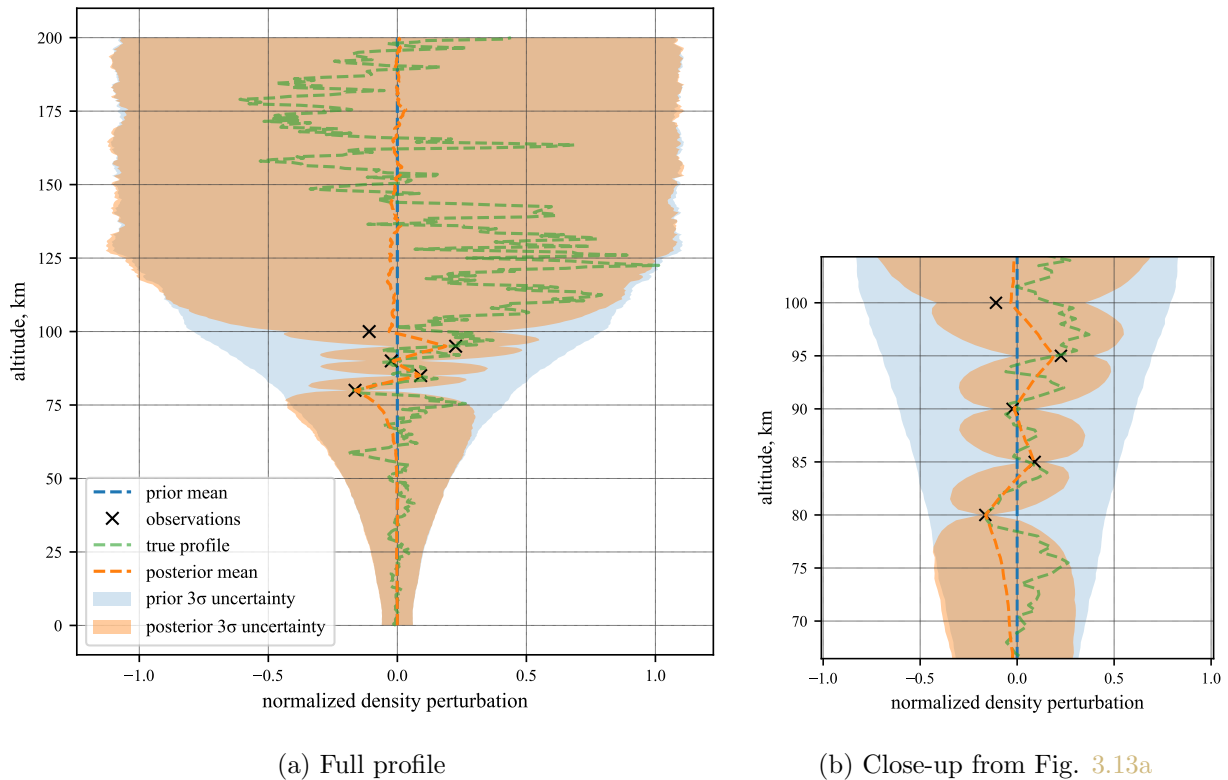 200
175
150
125
100
75
50
25
0
altitude, km
−1.0
−0.5
0.0
0.5
1.0
normalized density perturbation
prior mean
observations
true profile
posterior mean
prior 3σ uncertainty
posterior 3σ uncertainty
(a) Full profile
100
95
90
85
80
75
70
altitude, km
−1.0
−0.5
0.0
0.5
1.0
normalized density perturbation
(b) Close-up from Fig. 3.13a